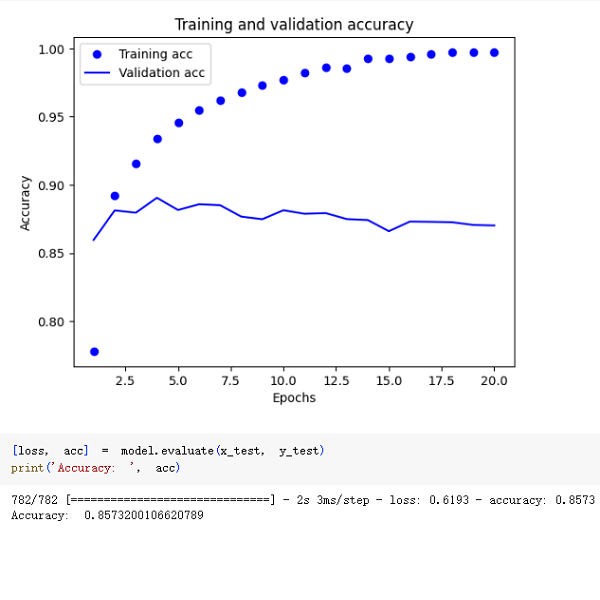 Training and validation accuracy
1.00
Training acc
Validation acc
0.95
0.90
Accuracy
0.85
0.80
2.5 5.0 7.5 10.0 12.5 15.0 17.5 20.0
Epochs
[loss, acc] = model.evaluate(x_test, y_test)
print('Accuracy: ', acc)
782/782 [==============================] - 2s 3ms/step - loss: 0.6193 - accuracy: 0.8573
Accuracy: 0.8573200106620789